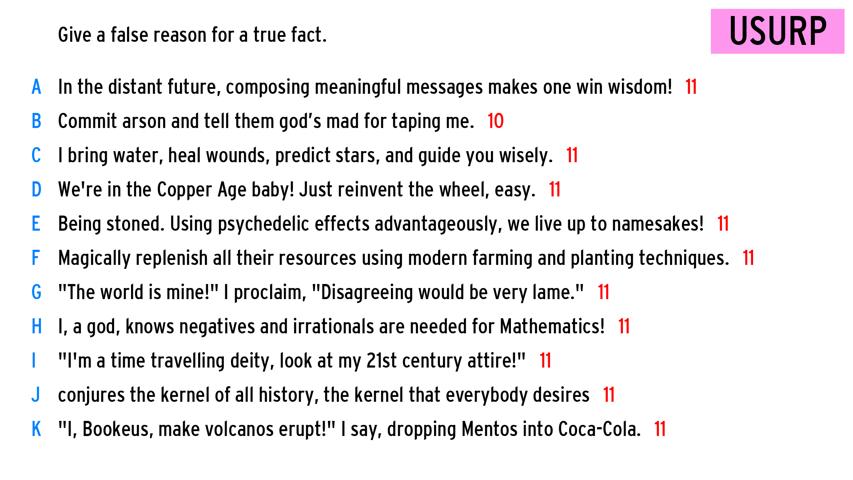 Give a false reason for a true fact.
USURP
A In the distant future, composing meaningful messages makes one win wisdom! 11
B Commit arson and tell them god's mad for taping me. 10
C I bring water, heal wounds, predict stars, and guide you wisely. 11
D We're in the Copper Age baby! Just reinvent the wheel, easy. 11
E Being stoned. Using psychedelic effects advantageously, we live up to namesakes! 11
F Magically replenish all their resources using modern farming and planting techniques. 11
G "The world is mine!" I proclaim, "Disagreeing would be very lame." 11
H I, a god, knows negatives and irrationals are needed for Mathematics! 11
I "I'm a time travelling deity, look at my 21st century attire!" 11
J conjures the kernel of all history, the kernel that everybody desires 11
K "I, Bookeus, make volcanos erupt!" I say, dropping Mentos into Coca-Cola. 11